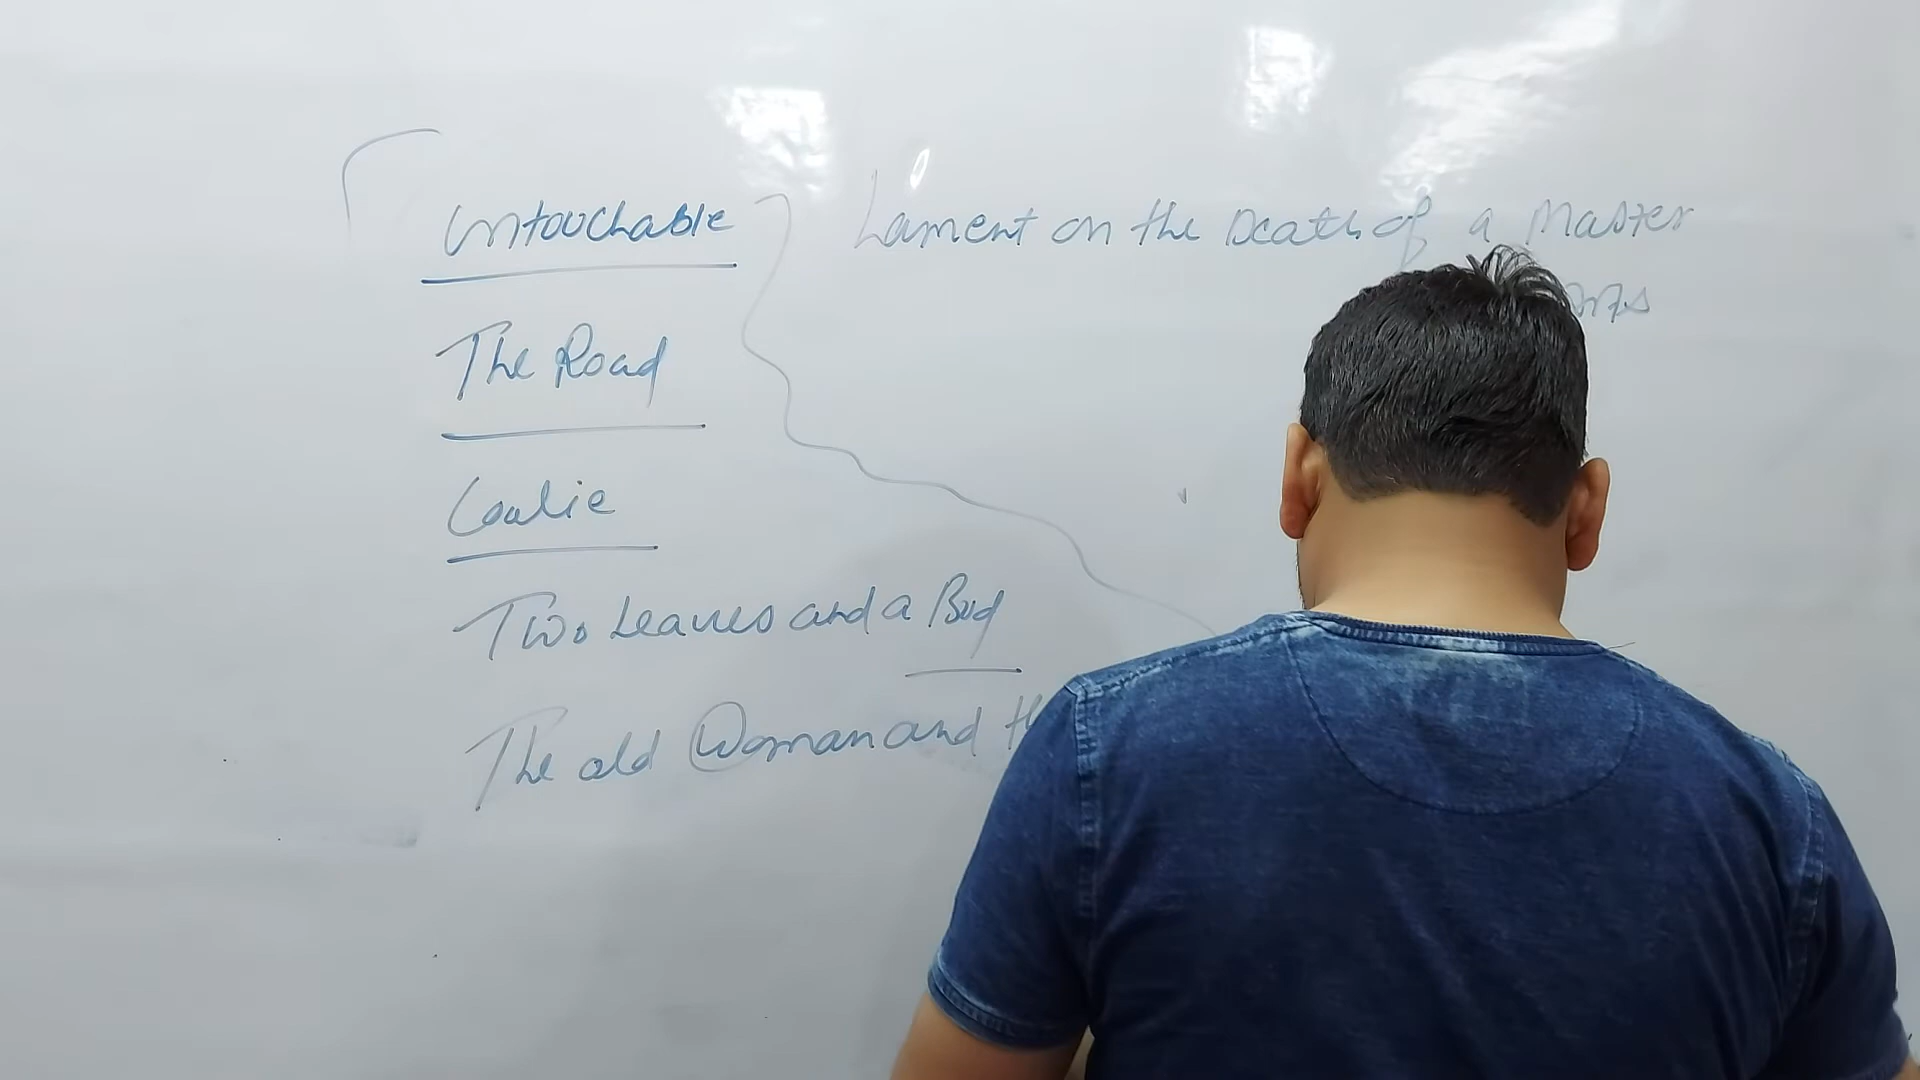 Untouchable
The Road
Coolie
Two Leaves and a Bud
The old Woman and
Lament on the Death of a Master